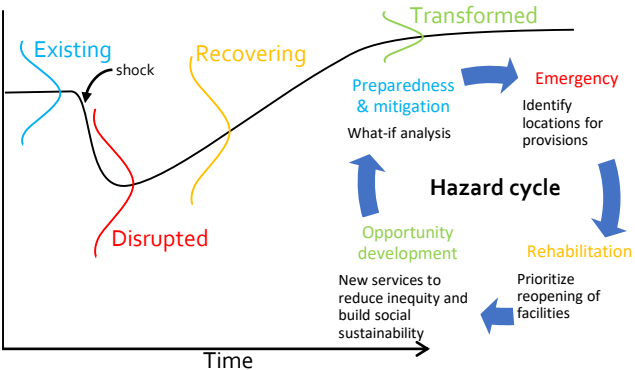 Transformed
Existing
shock
Recovering
Disrupted
Time
Preparedness
& mitigation
What-if analysis
Emergency
Identify
locations for
provisions
Hazard cycle
Rehabilitation
Prioritize
reopening of
facilities
Opportunity
development
New services to
reduce inequity and
build social
sustainability